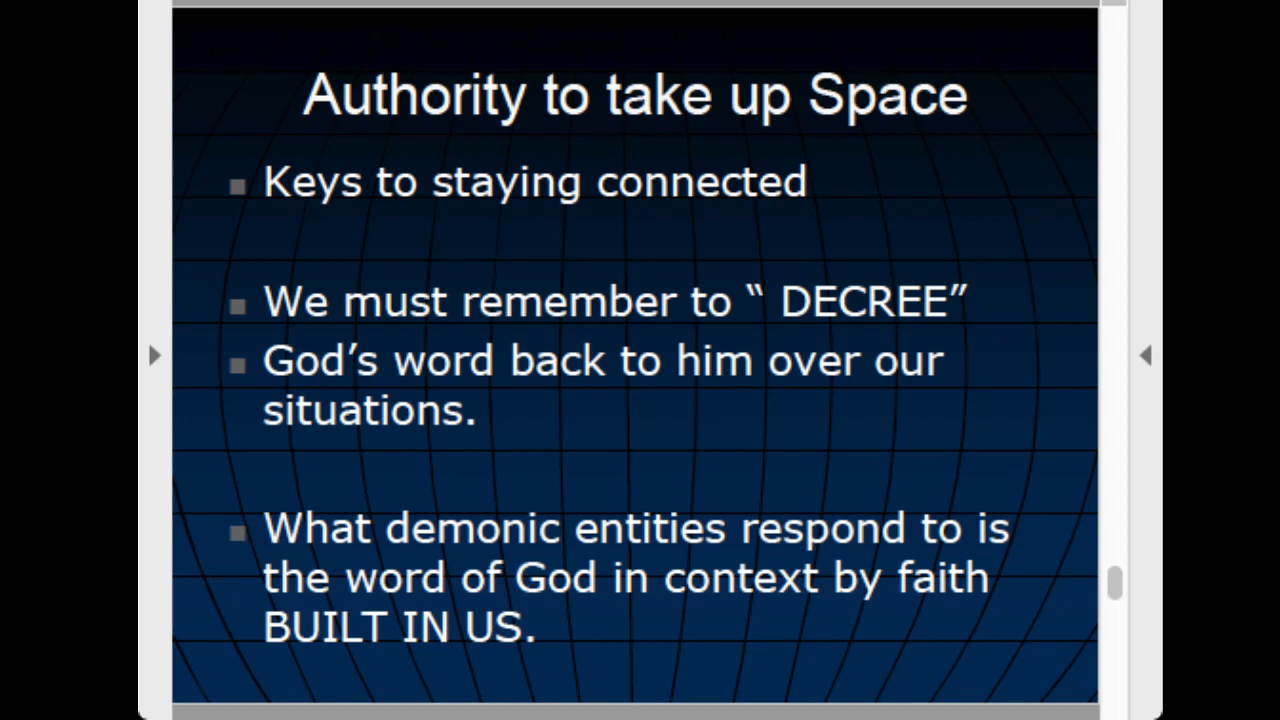 Authority to take up Space
Keys to staying connected
We must remember to “ DECREE”
God’s word back to him over our
situations.
What demonic entities respond to is
the word of God in context by faith
BUILT IN US.